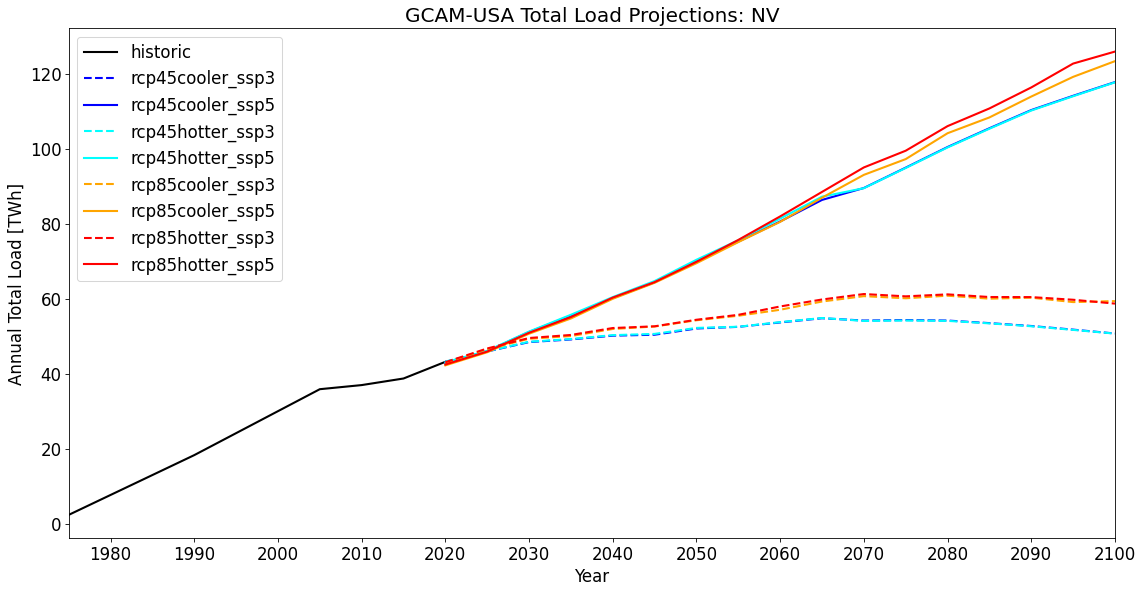 GCAM-USA Total Load Projections: NV
historic
rcp45cooler_ssp3
rcp45cooler_ssp5
rcp45hotter_ssp3
rcp45hotter_ssp5
rcp85cooler_ssp3
rcp85cooler_ssp5
rcp85hotter_ssp3
rcp85hotter_ssp5
Annual Total Load [TWh]
120
100
80
60
40
20
0
1980 1990 2000 2010 2020 2030 2040 2050 2060 2070 2080 2090 2100
Year